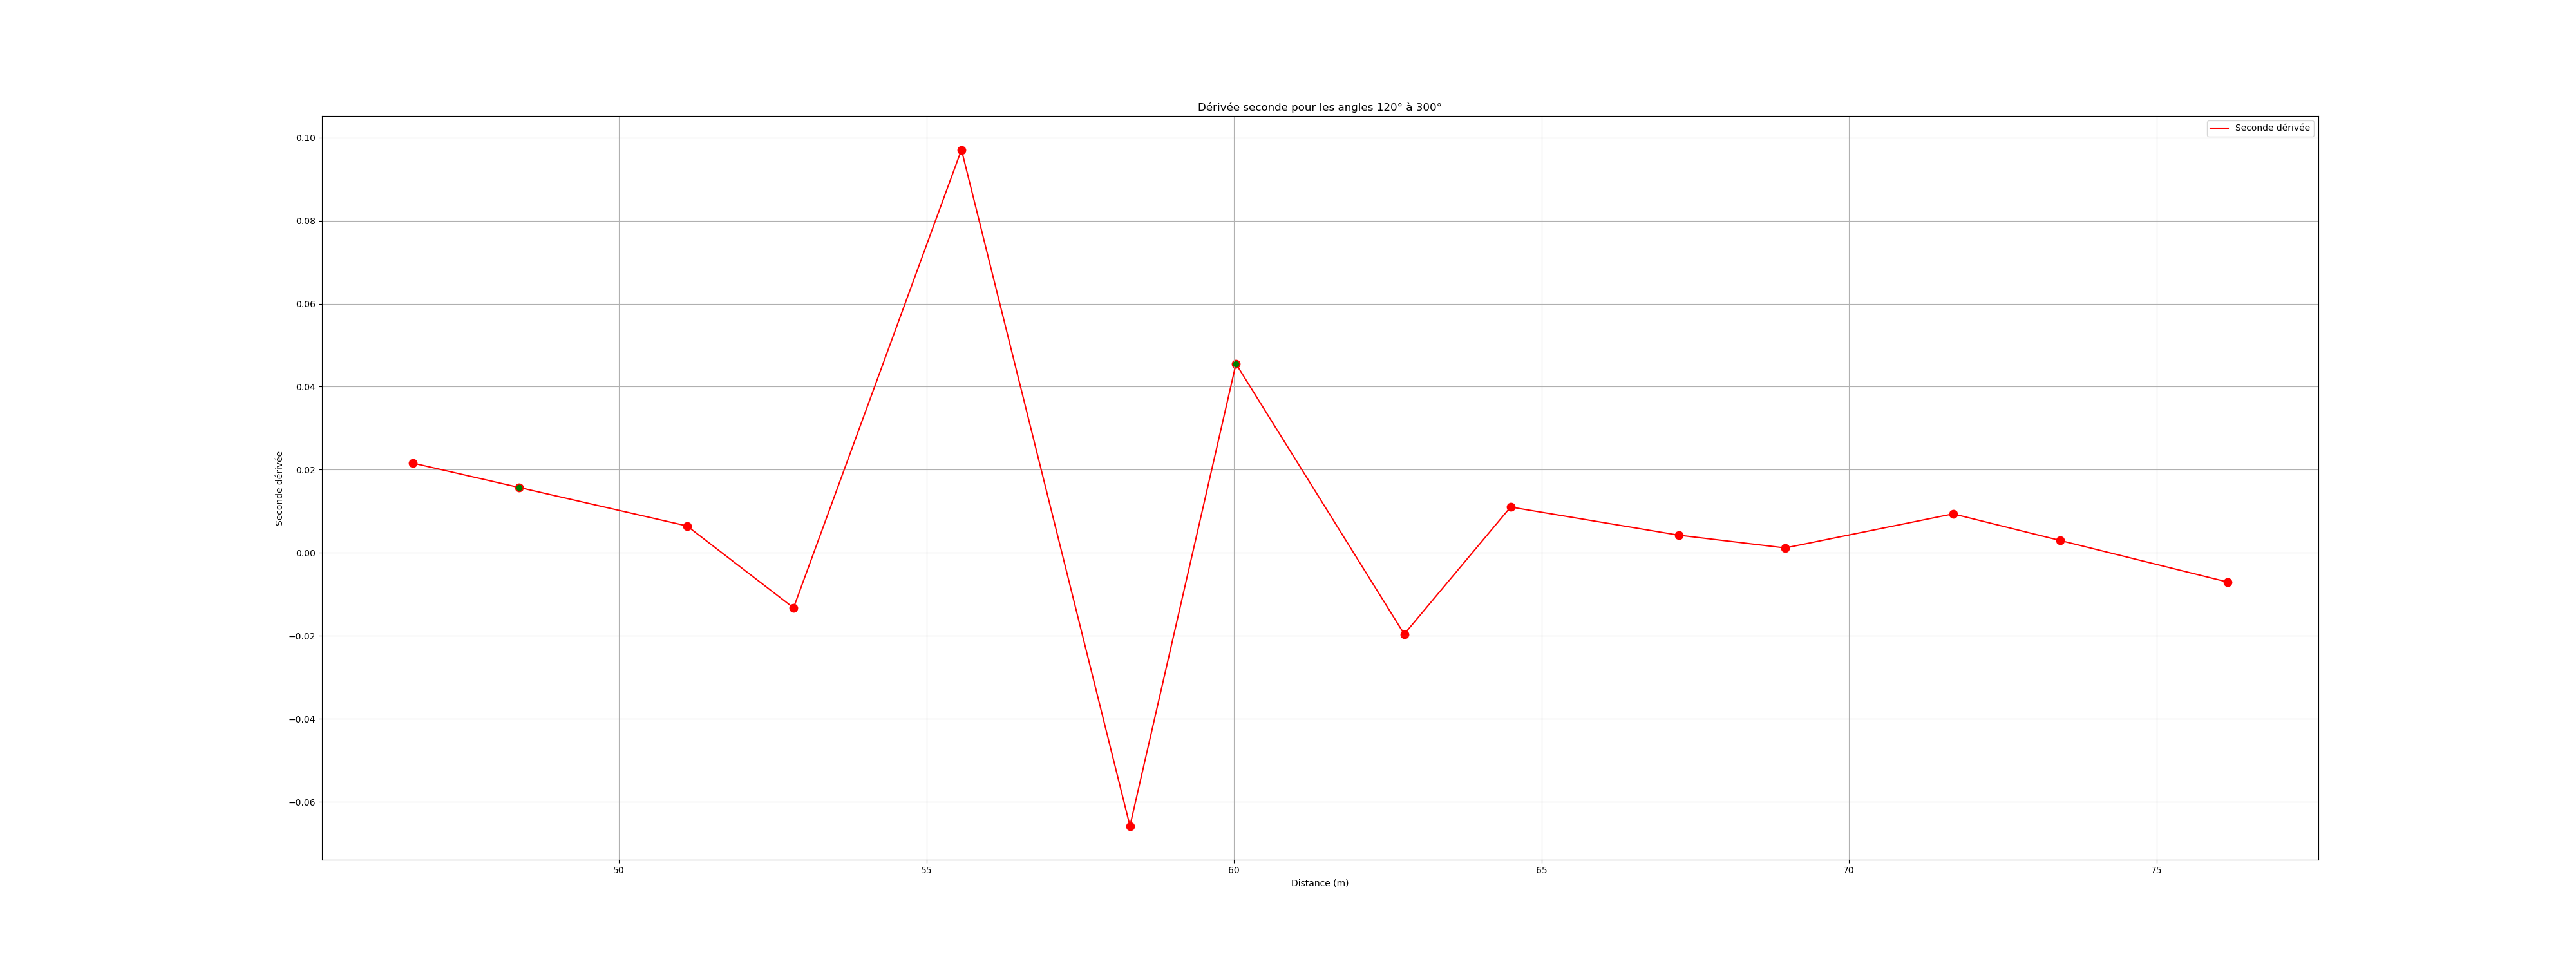 Dérivée seconde pour les angles 120° à 300°
Seconde dérivée
0.10
0.08
0.06
0.04
0.02
0.00
−0.02
−0.04
−0.06
Seconde dérivée
50 55 60 65 70 75
Distance (m)